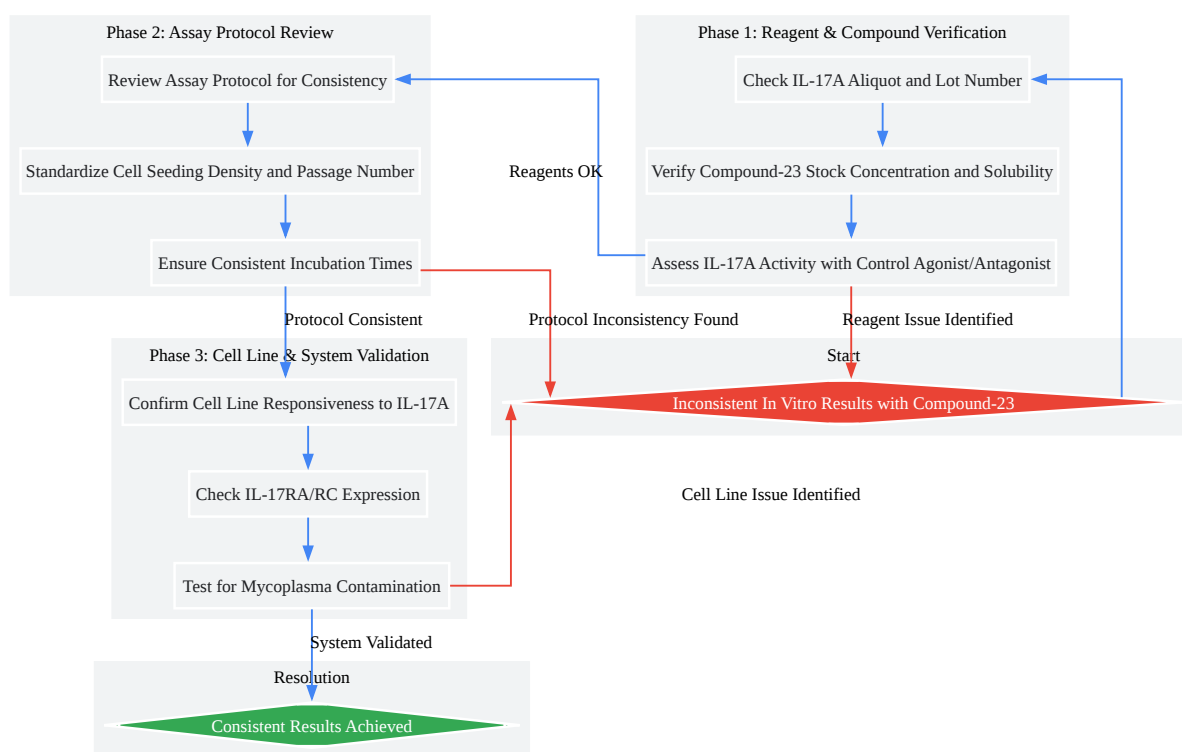 Phase 2: Assay Protocol Review
Phase 1: Reagent & Compound Verification
Review Assay Protocol for Consistency
Check IL-17A Aliquot and Lot Number
Reagents OK
Standardize Cell Seeding Density and Passage Number
Verify Compound-23 Stock Concentration and Solubility
Ensure Consistent Incubation Times
Assess IL-17A Activity with Control Agonist/Antagonist
Protocol Consistent
Protocol Inconsistency Found
Reagent Issue Identified
Phase 3: Cell Line & System Validation
Start
Confirm Cell Line Responsiveness to IL-17A
Inconsistent In Vitro Results with Compound-23
Check IL-17RA/RC Expression
Cell Line Issue Identified
Test for Mycoplasma Contamination
System Validated
Resolution
Consistent Results Achieved